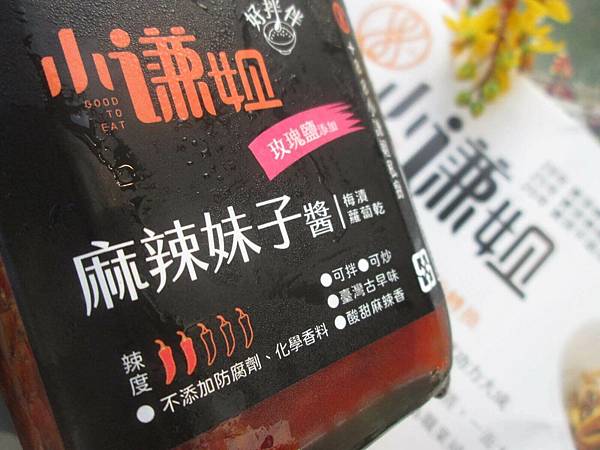 好拌伴
小謙姐
GOOD
TO
EAT
玫瑰鹽添加
麻辣妹子醬
梅漬
蘿蔔乾
●可拌●可炒
●臺灣古早味
●酸甜麻辣香
辣度
●不添加防腐劑、化學香料
小謙姐